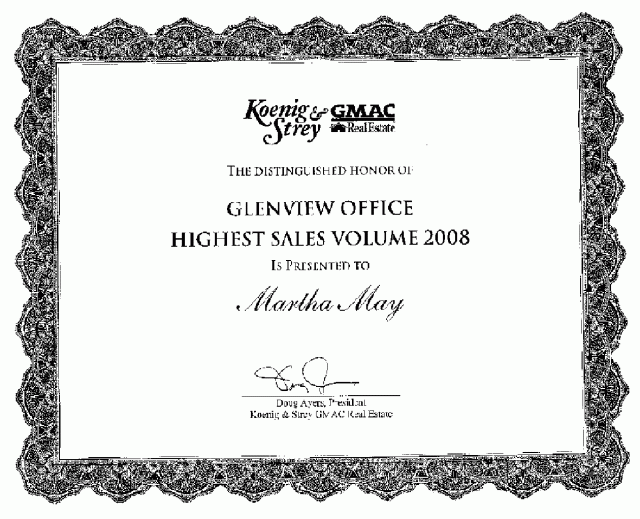 Koenig & Strey GMAC Real Estate
THE DISTINGUISHED HONOR OF
GLENVIEW OFFICE
HIGHEST SALES VOLUME 2008
IS PRESENTED TO
Martha May
Doug Ayers, President
Koenig & Strey GMAC Real Estate